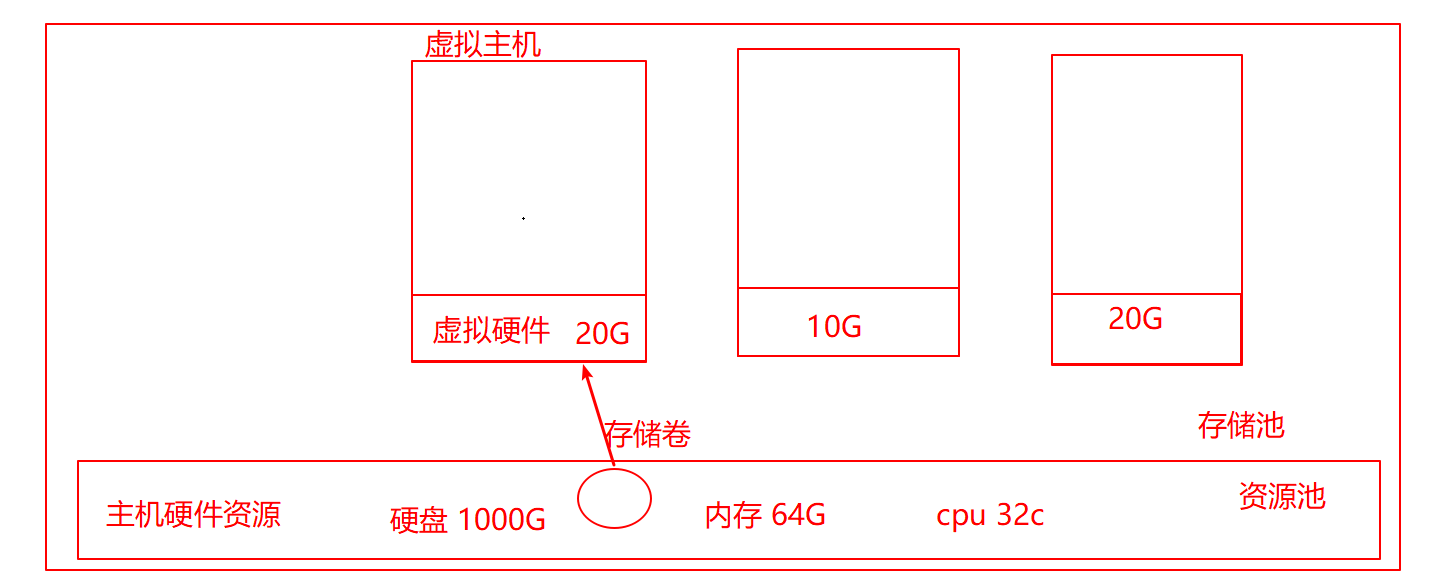 虚拟主机
虚拟硬件 20G
10G
20G
存储卷
存储池
主机硬件资源
硬盘 1000G
内存 64G
cpu 32c
资源池